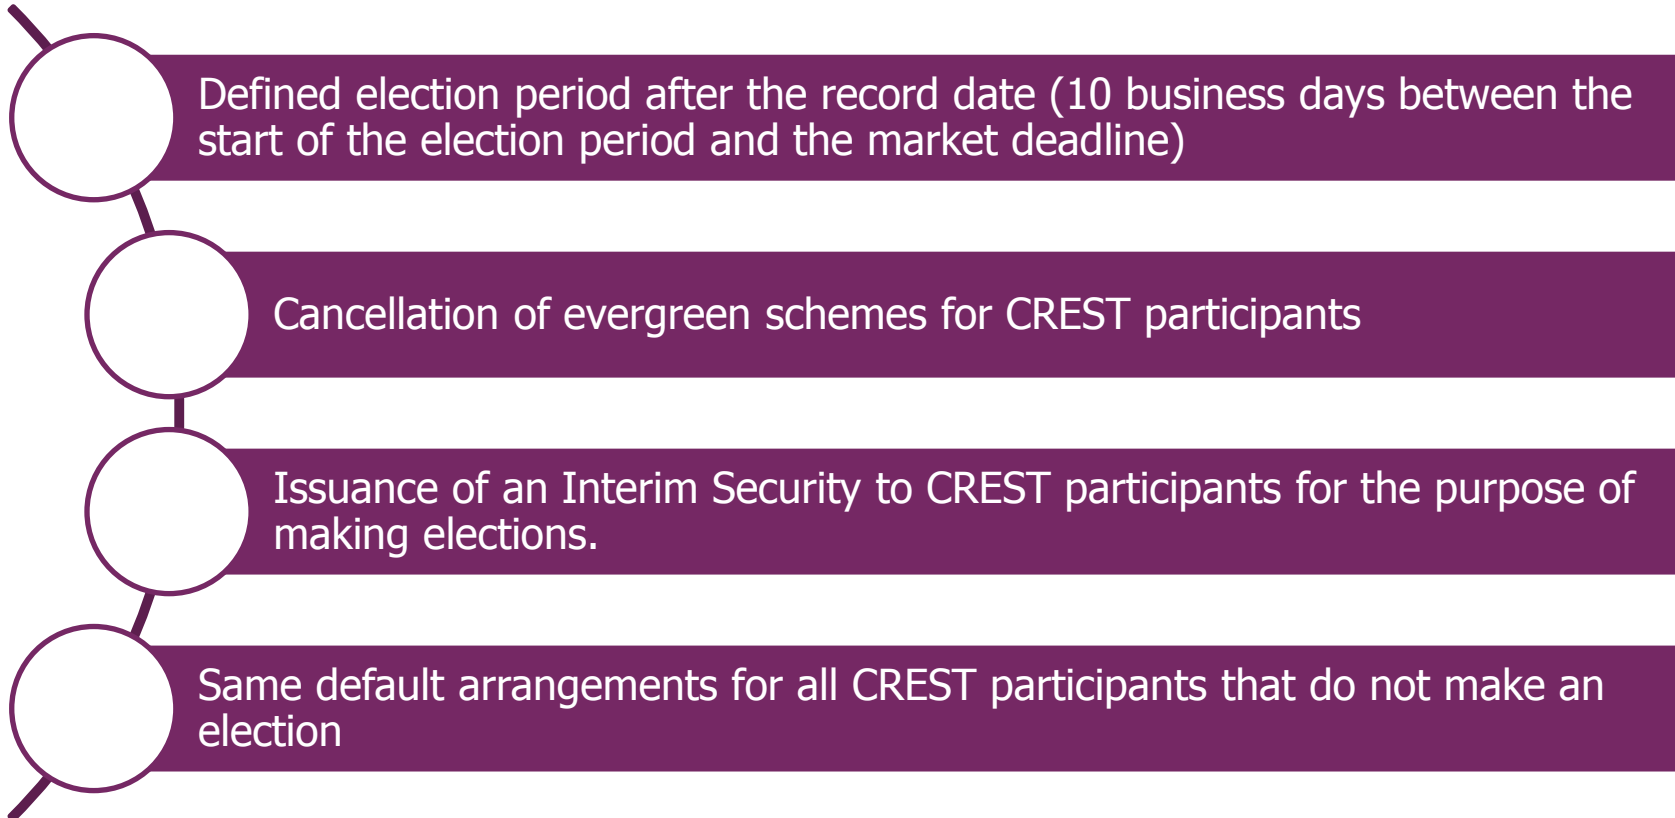 Defined election period after the record date (10 business days between the
start of the election period and the market deadline)
Cancellation of evergreen schemes for CREST participants
Issuance of an Interim Security to CREST participants for the purpose of
making elections.
Same default arrangements for all CREST participants that do not make an
election